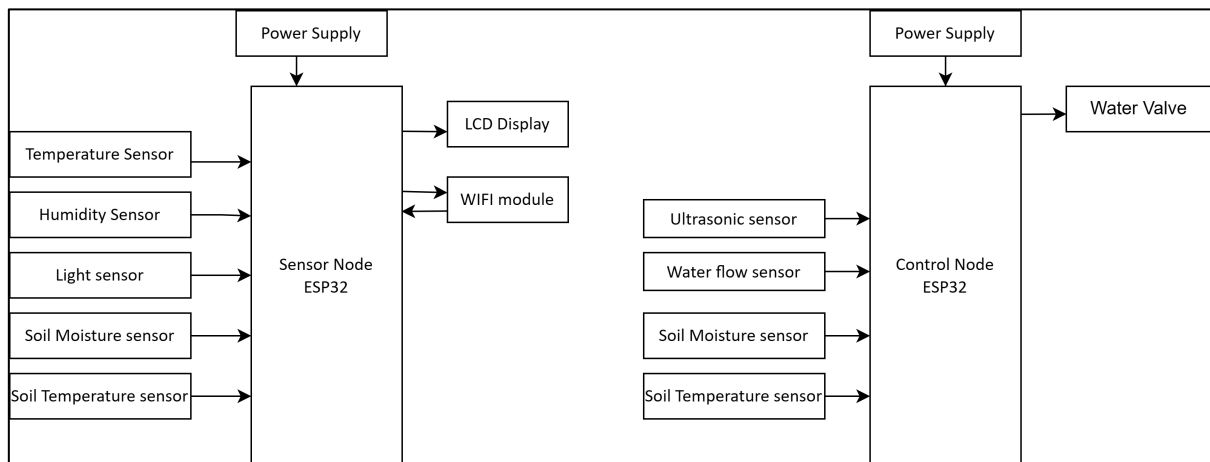 Power Supply
Temperature Sensor
Humidity Sensor
Light sensor
Soil Moisture sensor
Soil Temperature sensor
Sensor Node
ESP32
LCD Display
WIFI module
Power Supply
Ultrasonic sensor
Water flow sensor
Soil Moisture sensor
Soil Temperature sensor
Control Node
ESP32
Water Valve